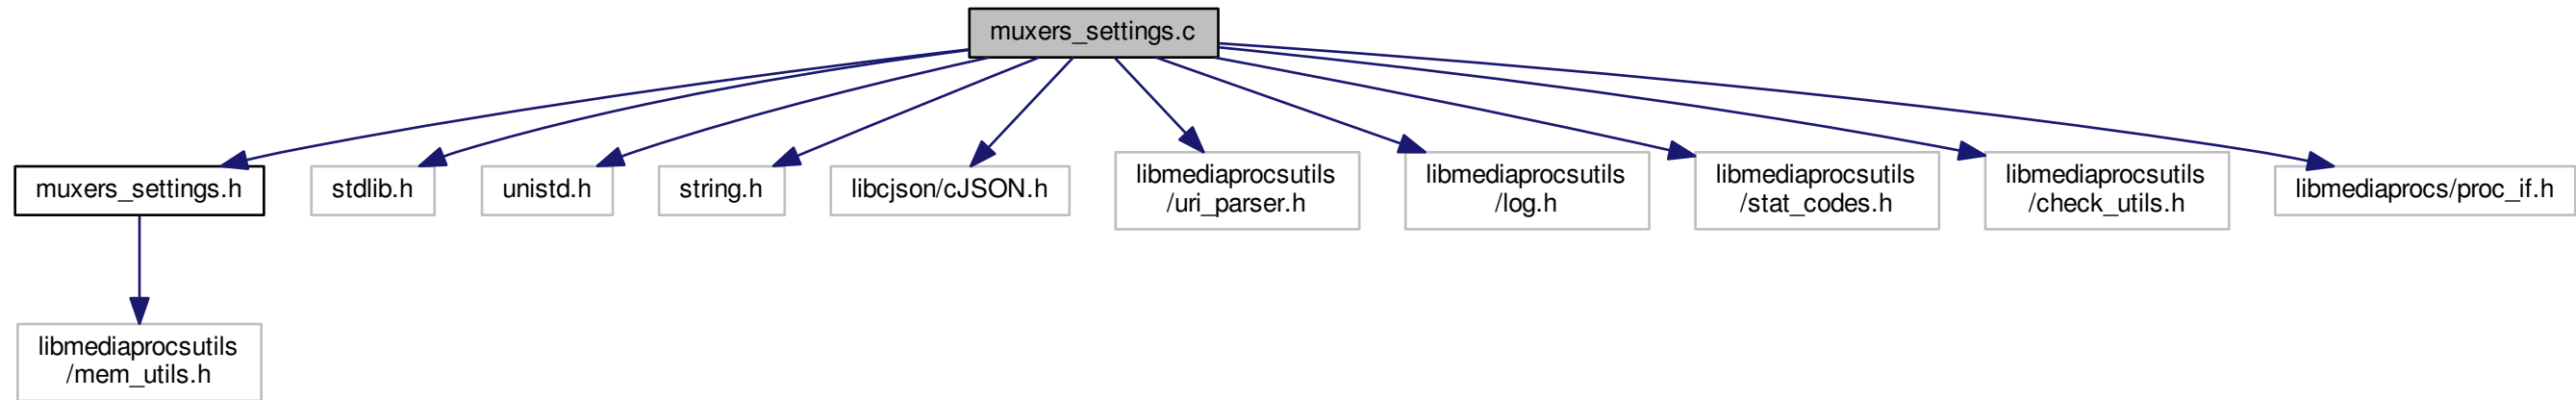 muxers_settings.c
muxers_settings.h
stdlib.h
unistd.h
string.h
libcjson/cJSON.h
libmediaprocsutils
/uri_parser.h
libmediaprocsutils
/log.h
libmediaprocsutils
/stat_codes.h
libmediaprocsutils
/check_utils.h
libmediaprocs/proc_if.h
libmediaprocsutils
/mem_utils.h